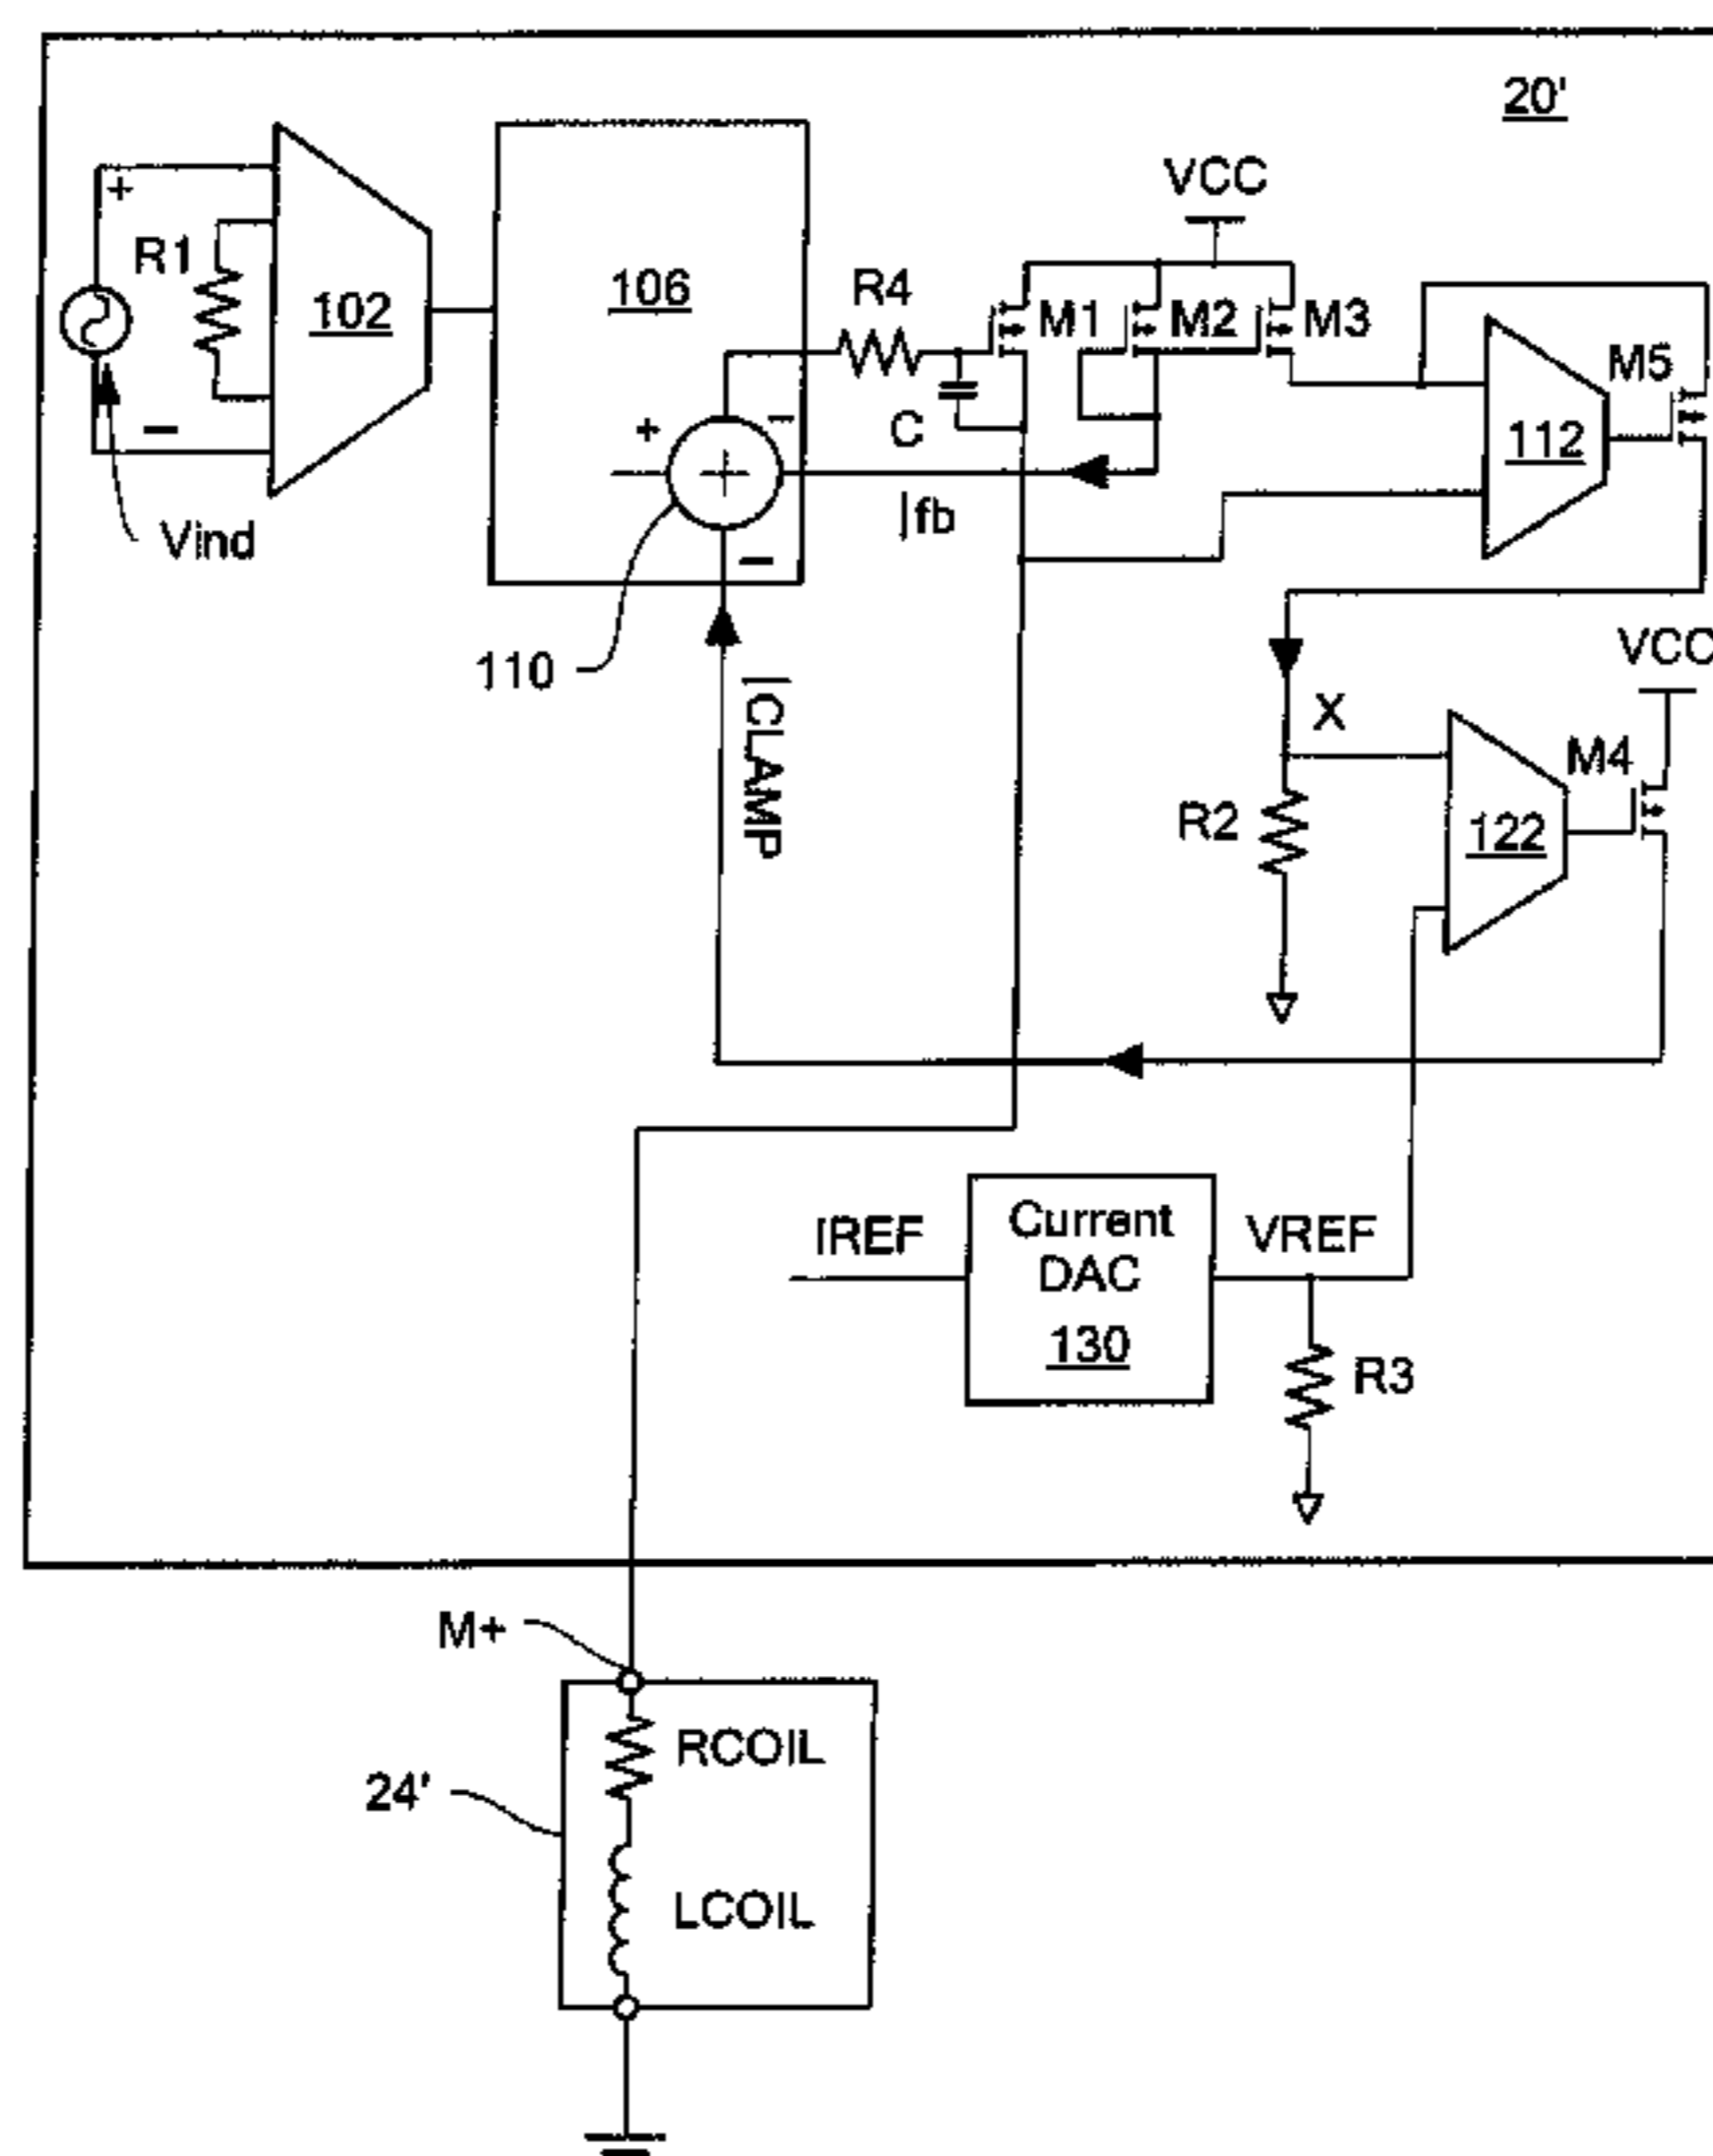 20'
VCC
+
R1
102
106
R4
M1
M2
M3
M5
112
+
-
+
C
Ifb
-
Vind
-
110
ICLAMP
X
VCC
R2
122
M4
IREF
Current
DAC
130
VREF
R3
M+
RCOIL
24'
LCOIL